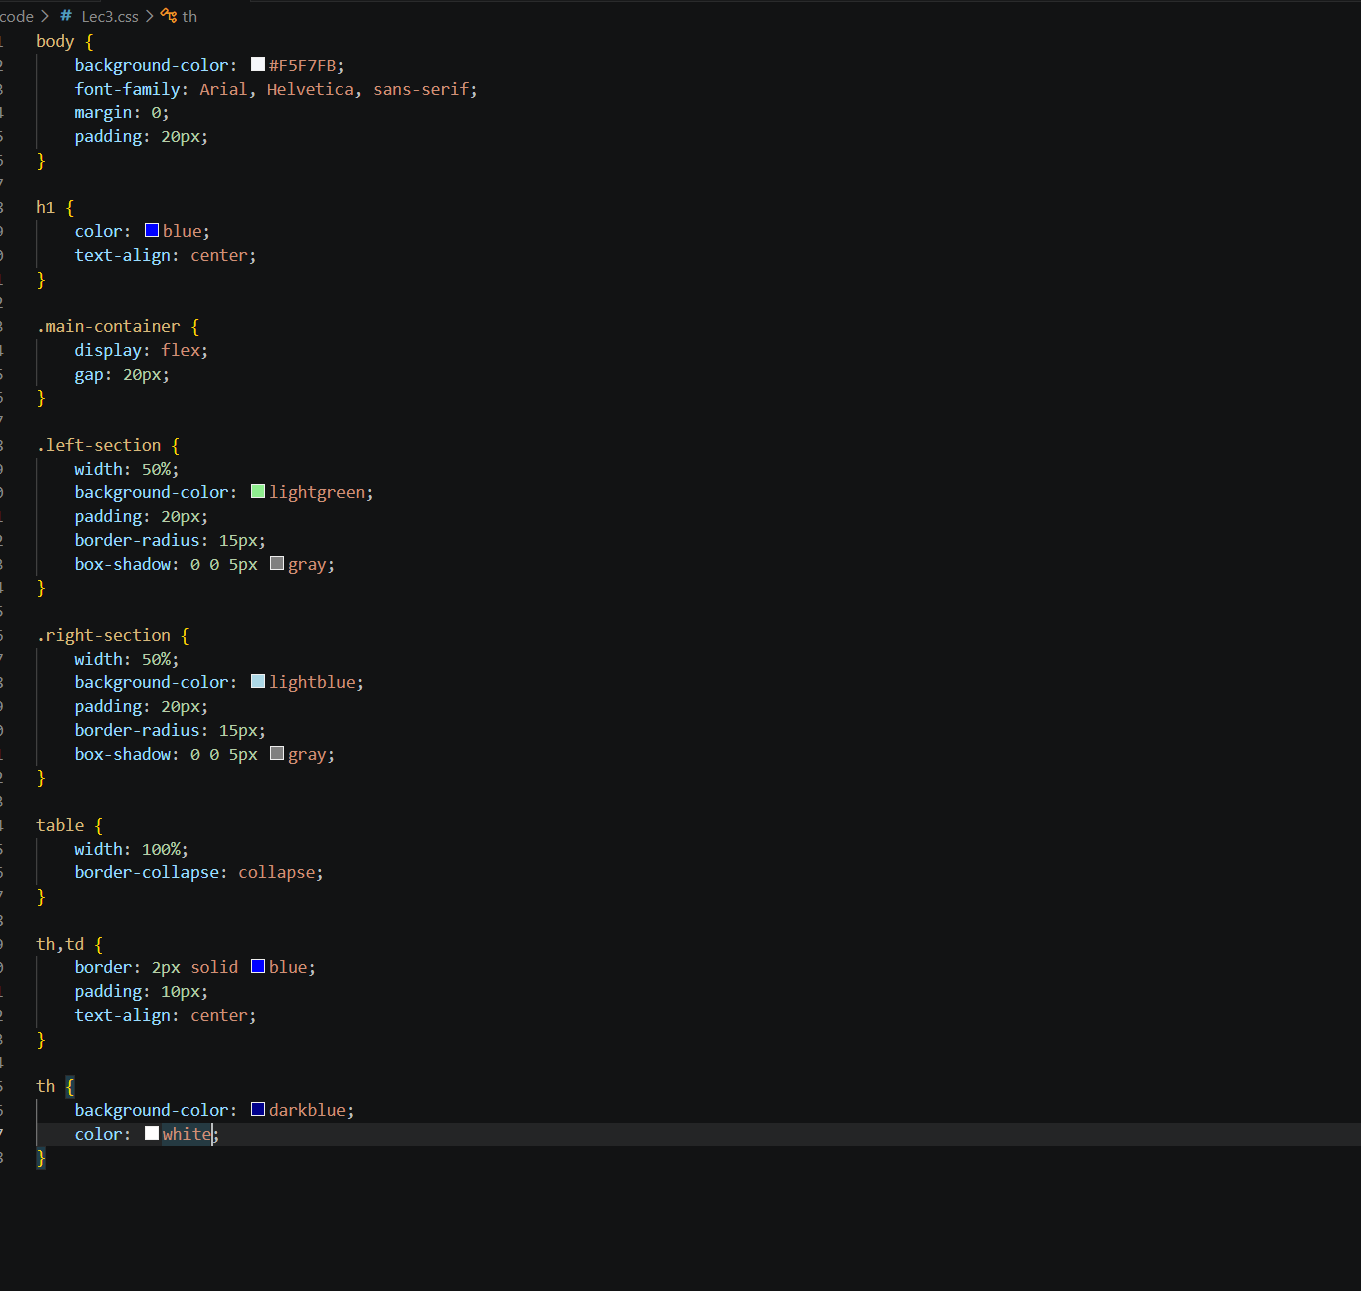 code > # Lec3.css > th
body {
background-color: #F5F7FB;
font-family: Arial, Helvetica, sans-serif;
margin: 0;
padding: 20px;
}
h1 {
color: blue;
text-align: center;
}
.main-container {
display: flex;
gap: 20px;
}
.left-section {
width: 50%;
background-color: lightgreen;
padding: 20px;
border-radius: 15px;
box-shadow: 0 0 5px gray;
}
.right-section {
width: 50%;
background-color: lightblue;
padding: 20px;
border-radius: 15px;
box-shadow: 0 0 5px gray;
}
table {
width: 100%;
border-collapse: collapse;
}
th,td {
border: 2px solid blue;
padding: 10px;
text-align: center;
}
th {
background-color: darkblue;
color: white;
}